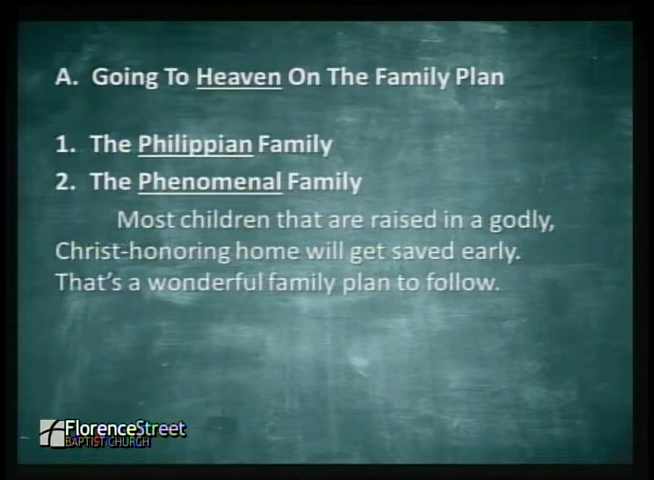 A. Going To Heaven On The Family Plan
1. The Philippian Family
2. The Phenomenal Family
Most children that are raised in a godly,
Christ-honoring home will get saved early.
That's a wonderful family plan to follow.
FlorenceStreet
BAPTIST CHURCH